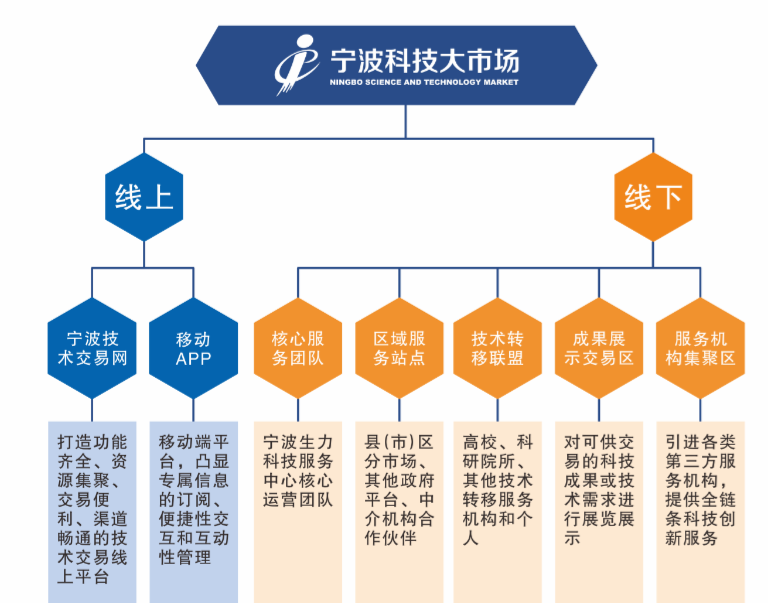 宁波科技大市场
NINGBO SCIENCE AND TECHNOLOGY MARKET
线上
线下
宁波技
术交易网
移动
APP
核心服
务团队
区域服
务站点
技术转
移联盟
成果展
示交易区
服务机
构集聚区
打造功能
齐全、资
源集聚、
交易便
利、渠道
畅通的技
术交易线
上平台
移动端平
台，凸显
专属信息
的订阅、
便捷性交
互和互动
性管理
宁波生力
科技服务
中心核心
运营团队
县(市)区
分市场、
其他政府
平台、中
介机构合
作伙伴
高校、科
研院所、
其他技术
转移服务
机构和个
人
对可供交
易的科技
成果或技
术需求进
行展览展
示
引进各类
第三方服
务机构，
提供全链
条科技创
新服务